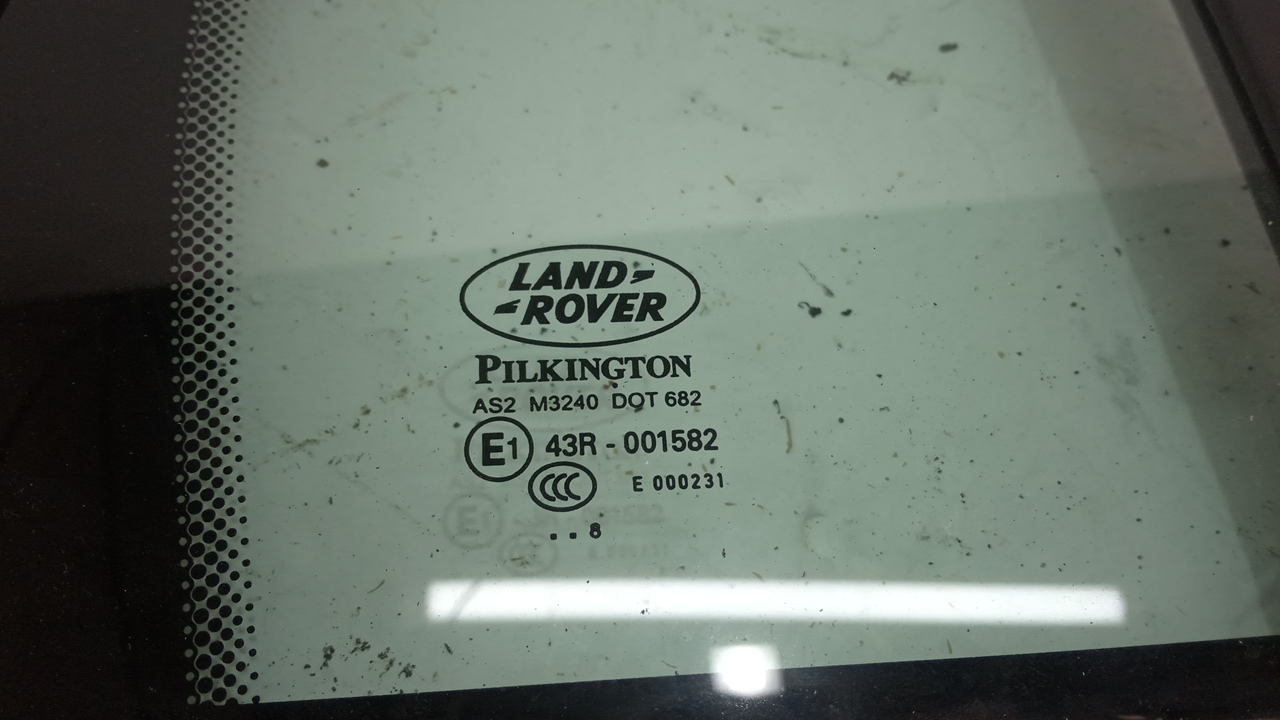 LAND-
-ROVER
PILKINGTON
AS2 M3240 DOT 682
E1 43R - 001582
CCC E 000231
. . 8